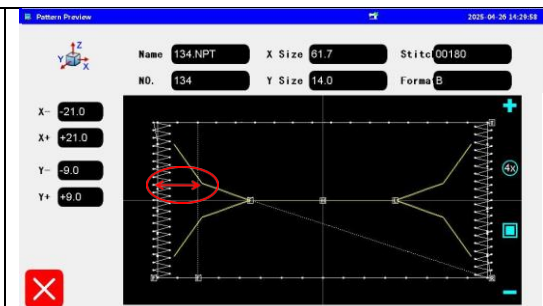 Pattern Preview 2025-04-26 14:29:58
Z
Y X
Name 134.NPT X Size 61.7 Stitc 00180
NO. 134 Y Size 14.0 Forma B
X- -21.0
X+ +21.0
Y- -9.0
Y+ +9.0
4x